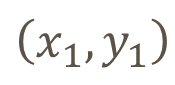 (x₁, y₁)